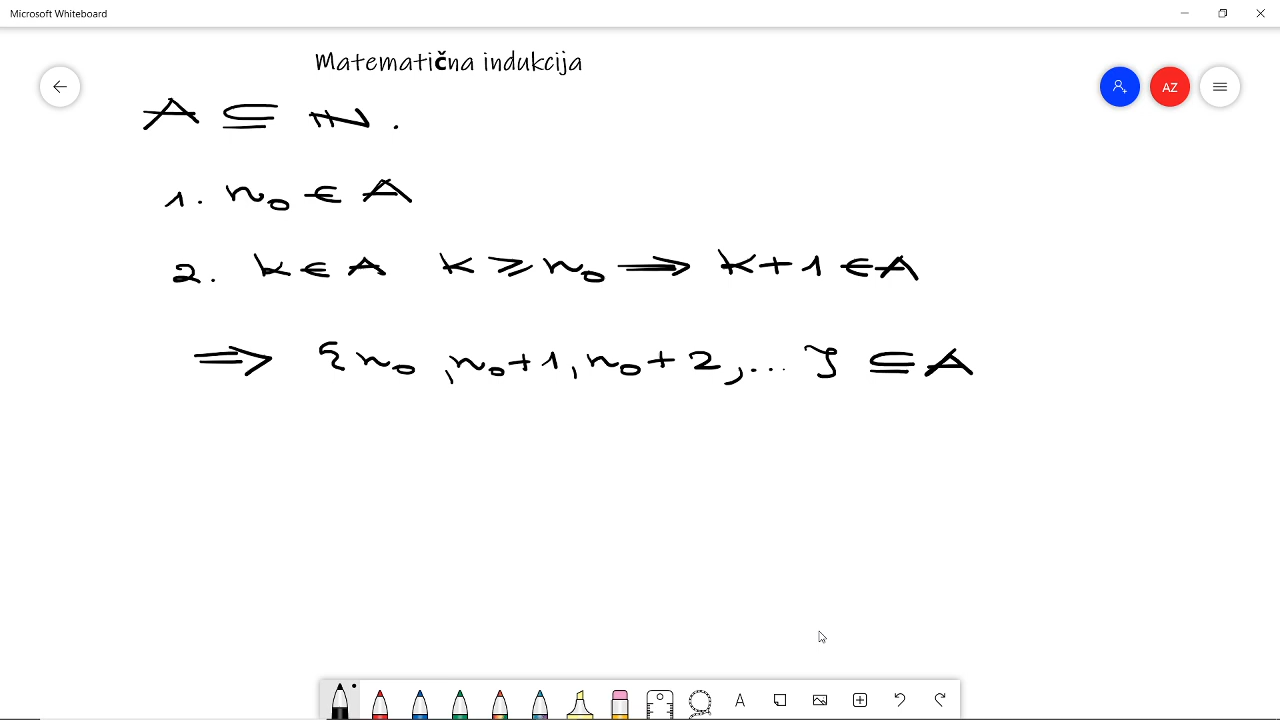 Microsoft Whiteboard
Matematična indukcija
AZ
A ⊆ ℕ.
1. n₀ ∈ A
2. k ∈ A k ⩾ n₀ ⟹ k+1 ∈ A
⟹ {n₀, n₀+1, n₀+2, ...} ⊆ A
A